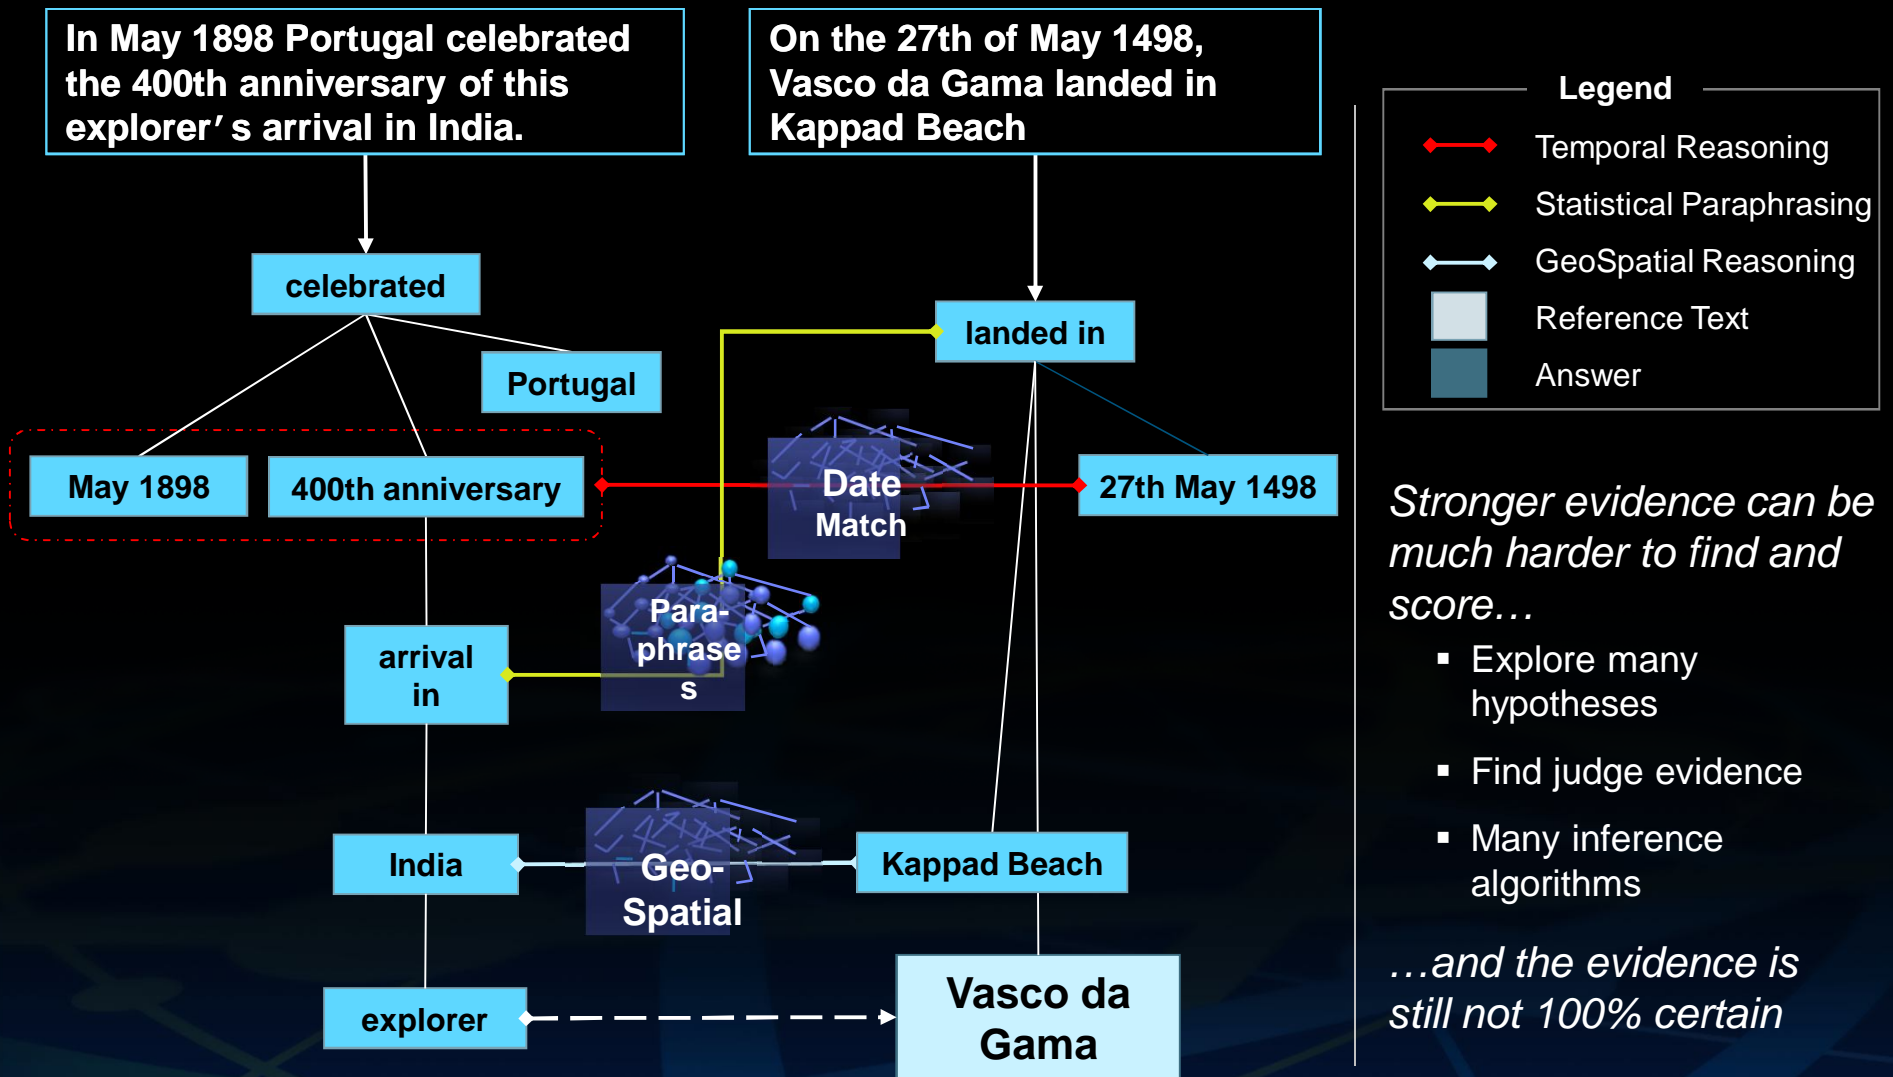 In May 1898 Portugal celebrated
the 400th anniversary of this
explorer's arrival in India.
On the 27th of May 1498,
Vasco da Gama landed in
Kappad Beach
Legend
Temporal Reasoning
Statistical Paraphrasing
GeoSpatial Reasoning
Reference Text
Answer
celebrated
landed in
Portugal
May 1898
400th anniversary
Date
Match
27th May 1498
Para-
phrase
s
arrival
in
India
Geo-
Spatial
Kappad Beach
explorer
Vasco da
Gama
Stronger evidence can be
much harder to find and
score…
▪ Explore many
hypotheses
▪ Find judge evidence
▪ Many inference
algorithms
…and the evidence is
still not 100% certain